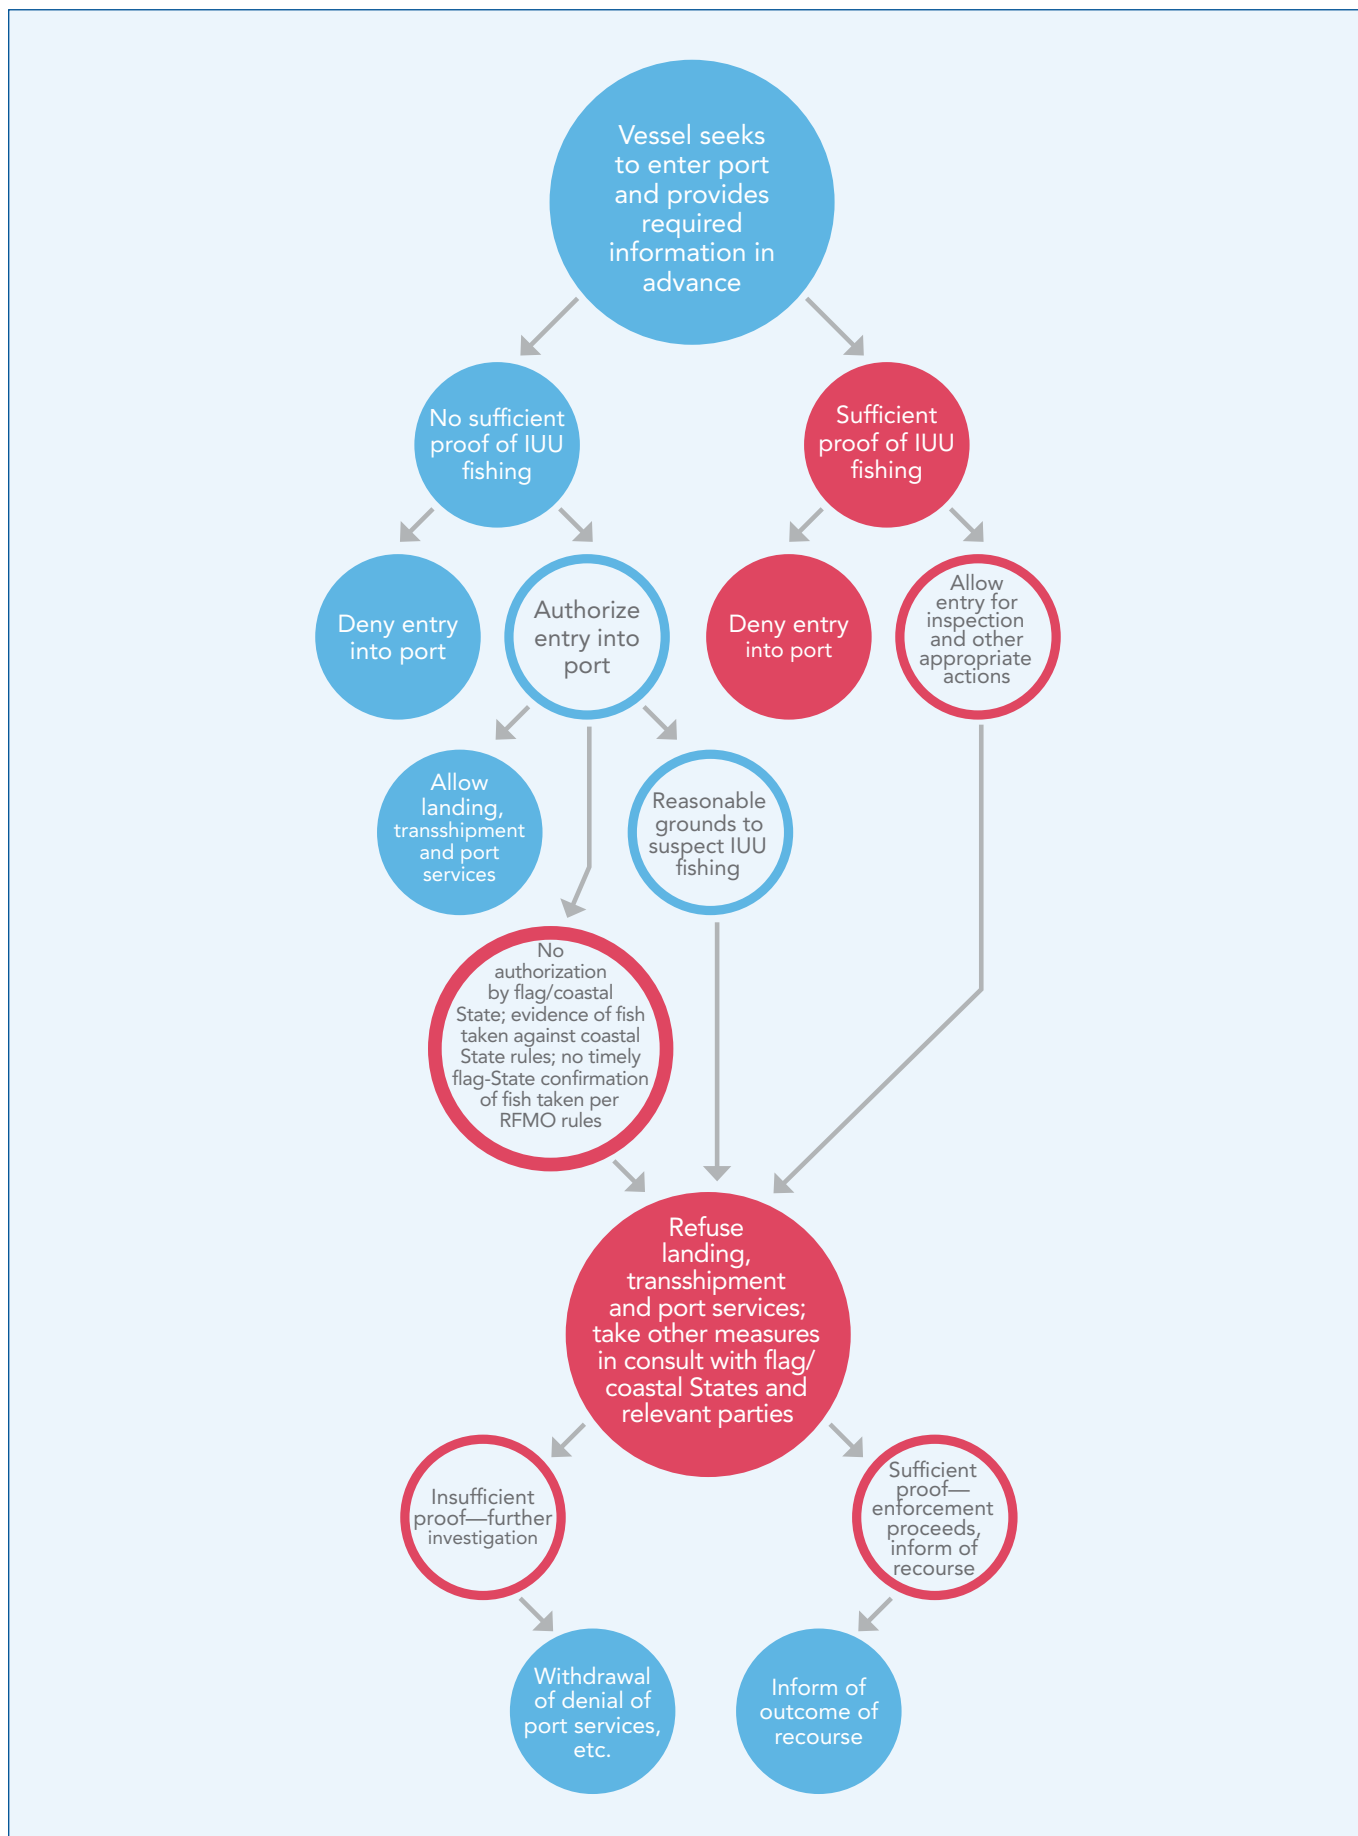 Vessel seeks
to enter port
and provides
required
information in
advance
No sufficient
proof of IUU
fishing
Sufficient
proof of IUU
fishing
Deny entry
into port
Authorize
entry into
port
Deny entry
into port
Allow
entry for
inspection
and other
appropriate
actions
Allow
landing,
transshipment
and port
services
Reasonable
grounds to
suspect IUU
fishing
No
authorization
by flag/coastal
State; evidence of fish
taken against coastal
State rules; no timely
flag-State confirmation
of fish taken per
RFMO rules
Refuse
landing,
transshipment
and port services;
take other measures
in consult with flag/
coastal States and
relevant parties
Insufficient
proof—further
investigation
Sufficient
proof—
enforcement
proceeds,
inform of
recourse
Withdrawal
of denial of
port services,
etc.
Inform of
outcome of
recourse